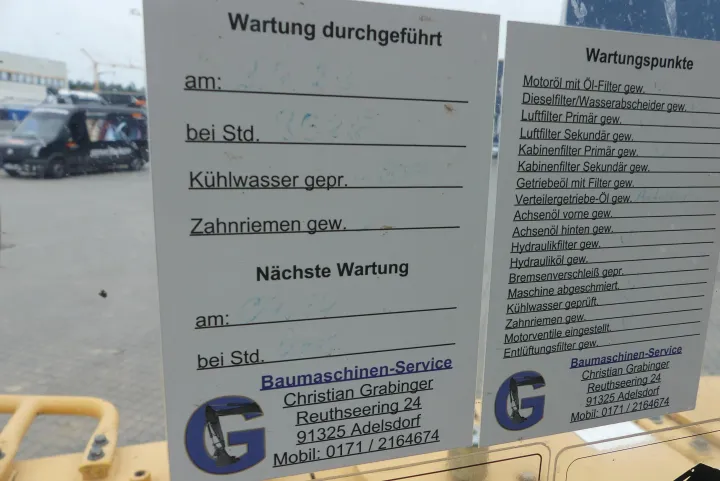 Wartung durchgeführt
am:
bei Std.
Kühlwasser gepr.
Zahnriemen gew.
Nächste Wartung
am:
bei Std.
Baumaschinen-Service
Christian Grabinger
Reuthseering 24
91325 Adelsdorf
Mobil: 0171 / 2164674
G
Wartungspunkte
Motoröl mit Öl-Filter gew.
Dieselfilter/Wasserabscheider gew.
Luftfilter Primär gew.
Luftfilter Sekundär gew.
Kabinenfilter Primär gew.
Kabinenfilter Sekundär gew.
Getriebeöl mit Filter gew.
Verteilergetriebe-Öl gew.
Achsenöl vorne gew.
Achsenöl hinten gew.
Hydraulikfilter gew.
Hydrauliköl gew.
Bremsenverschleiß gepr.
Maschine abgeschmiert
Kühlwasser geprüft
Zahnriemen gew.
Motorventile eingestellt
Entlüftungsfilter gew.
Baumaschinen-Service
Christian Grabinger
Reuthseering 24
91325 Adelsdorf
Mobil: 0171 / 2164674
G